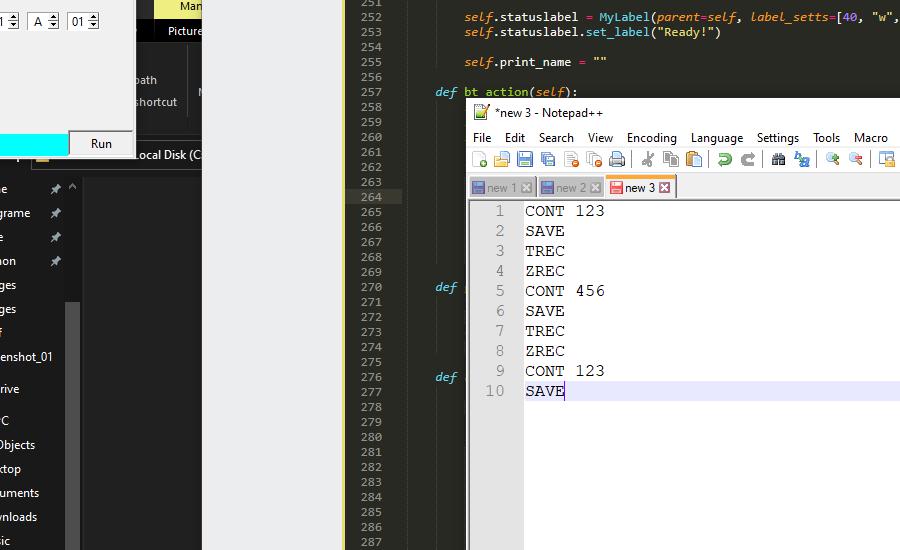 Man
1 A 01
Picture
Run
path
shortcut
Local Disk (C
grame
non
ges
ges
enshot_01
rive
C
Objects
ktop
uments
wnloads
sic
251
252 self.statuslabel = MyLabel(parent=self, label_setts=[40, "w",
253 self.statuslabel.set_label("Ready!")
254
255 self.print_name = ""
256
257 def bt_action(self):
258
259
260
261
262
263
264
265
266
267
268
269
270 def
271
272
273
274
275
276 def
277
278
279
280
281
282
283
284
285
286
287
*new 3 - Notepad++
File Edit Search View Encoding Language Settings Tools Macro
new 1 new 2 new 3
1 CONT 123
2 SAVE
3 TREC
4 ZREC
5 CONT 456
6 SAVE
7 TREC
8 ZREC
9 CONT 123
10 SAVE